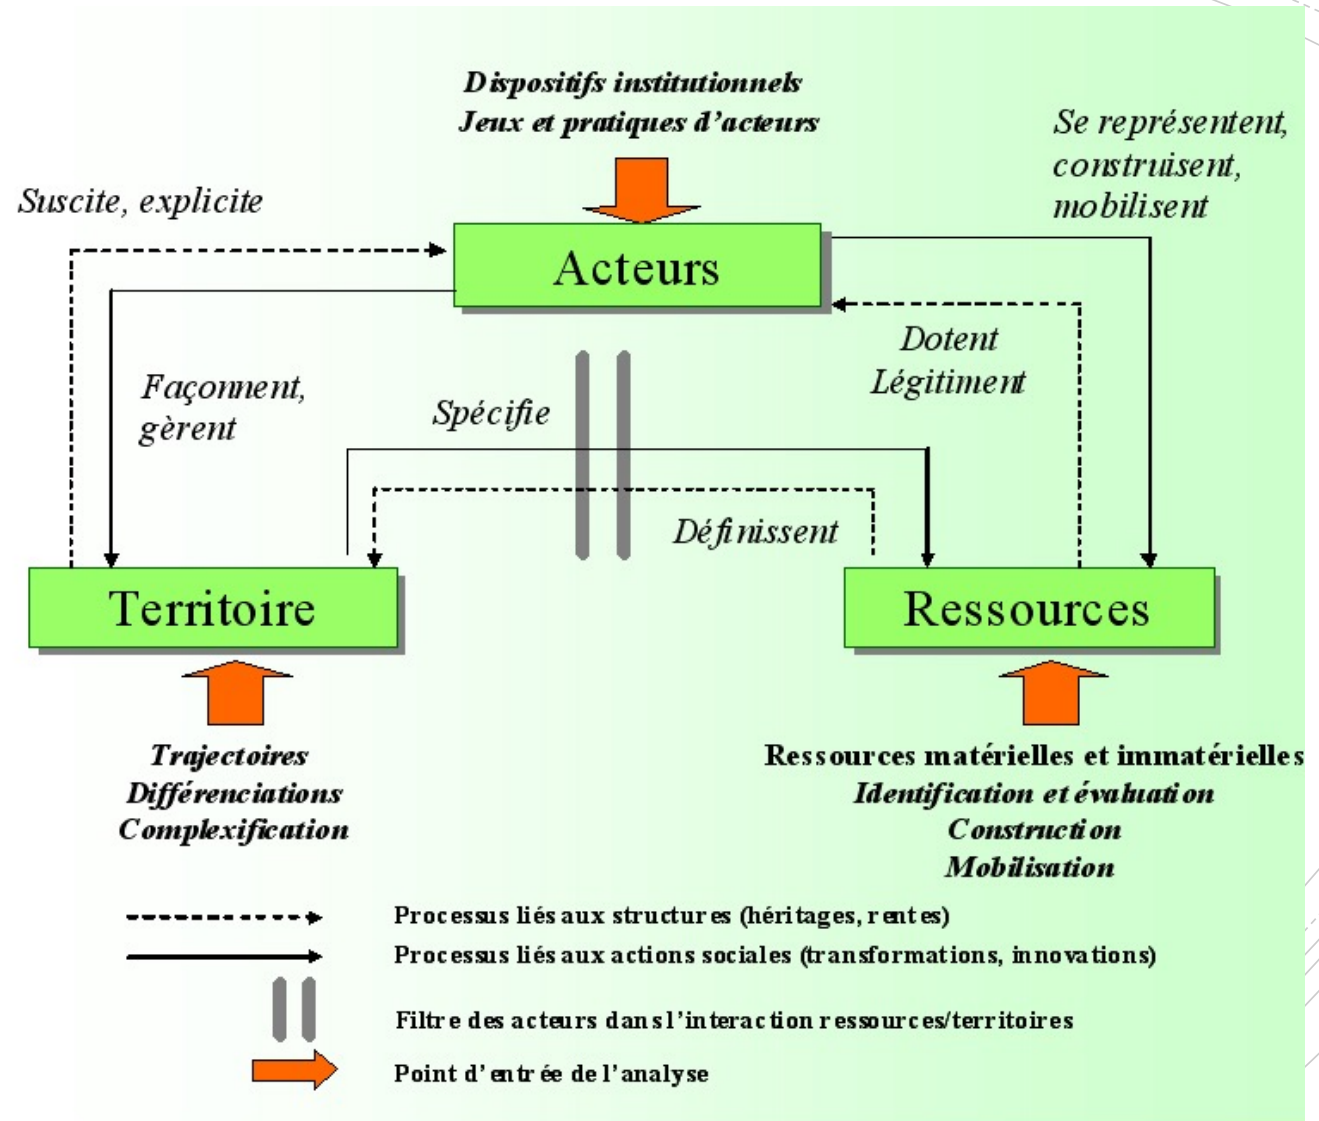 Dispositifs institutionnels
Jeux et pratiques d'acteurs
Se représentent,
construisent,
mobilisent
Suscite, explicite
Acteurs
Dotent
Légitiment
Façonnent,
gèrent
Spécifie
Définissent
Territoire
Ressources
Trajectoires
Différenciations
Complexification
Ressources matérielles et immatérielles
Identification et évaluation
Construction
Mobilisation
Processus liés aux structures (héritages, rentes)
Processus liés aux actions sociales (transformations, innovations)
Filtre des acteurs dans l'interaction ressources/territoires
Point d'entrée de l'analyse